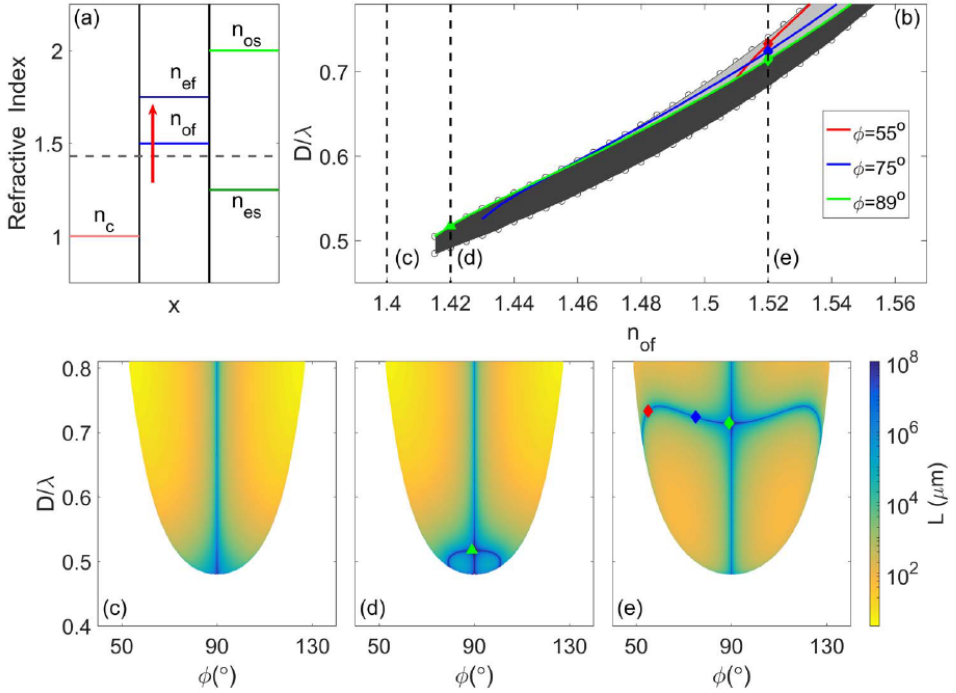 (a)
n_os
n_ef
n_of
n_c
n_es
2
1.5
1
Refractive Index
x
(b)
0.7
0.6
0.5
D/λ
ϕ=55°
ϕ=75°
ϕ=89°
(c)
(d)
(e)
1.4
1.42
1.44
1.46
1.48
1.5
1.52
1.54
1.56
n_of
0.8
0.7
0.6
0.5
0.4
D/λ
(c)
50
90
130
ϕ(°)
(d)
50
90
130
ϕ(°)
(e)
50
90
130
ϕ(°)
10^8
10^6
10^4
10^2
L (μm)